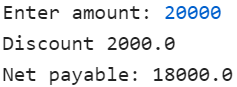 Enter amount: 20000
Discount 2000.0
Net payable: 18000.0